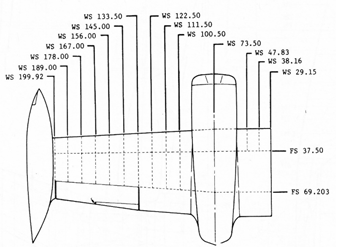 WS 133.50
WS 122.50
WS 145.00
WS 111.50
WS 156.00
WS 100.50
WS 167.00
WS 73.50
WS 178.00
WS 47.83
WS 189.00
WS 38.16
WS 199.92
WS 29.15
FS 37.50
FS 69.203